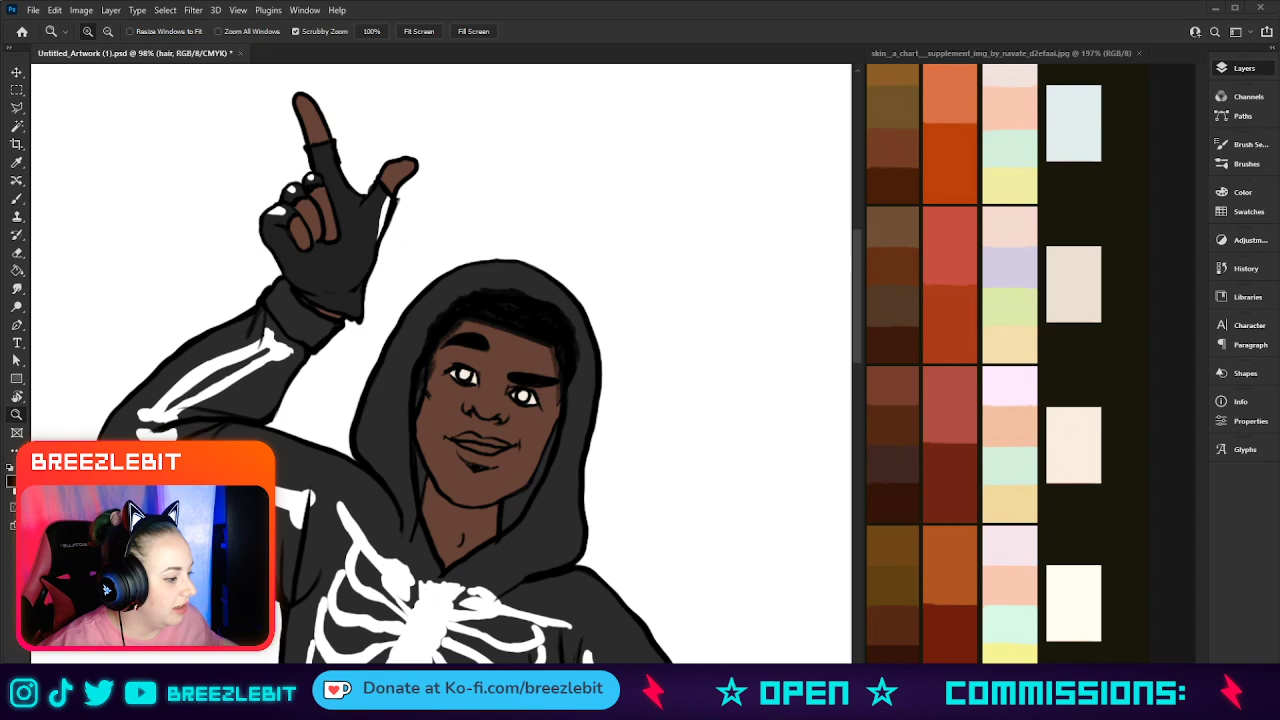 Ps File Edit Image Layer Type Select Filter 3D View Plugins Window Help
Resize Windows to Fit Zoom All Windows Scrubby Zoom 100% Fit Screen Fill Screen
Untitled_Artwork (1).psd @ 98% (hair, RGB/8/CMYK) *
skin__a_chart__supplement_img_by_navate_d2efaal.jpg @ 197% (RGB/8)
Layers
Channels
Paths
Brush Se...
Brushes
Color
Swatches
Adjustm...
History
Libraries
Character
Paragraph
Shapes
Info
Properties
Glyphs
BREEZLEBIT
BREEZLEBIT
Donate at Ko-fi.com/breezlebit
OPEN
COMMISSIONS: